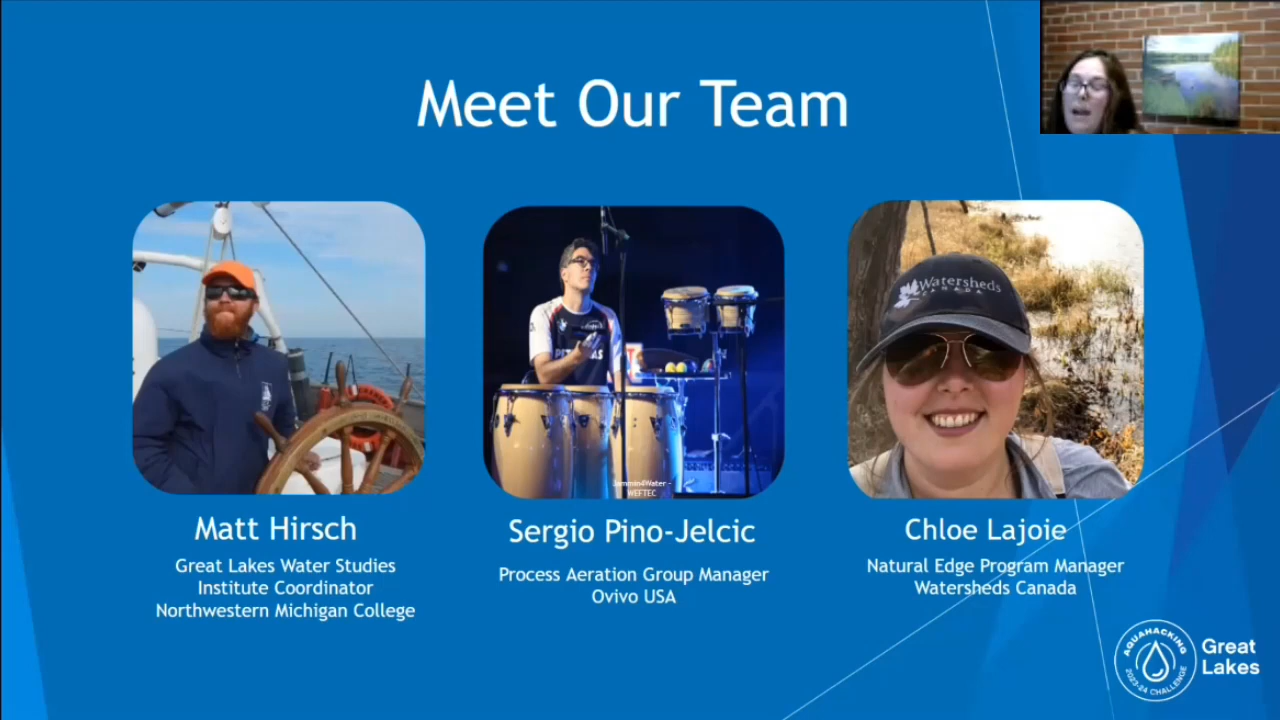 Meet Our Team
Watersheds
CANADA
Jammin4Water -
WEFTEC
Matt Hirsch
Great Lakes Water Studies
Institute Coordinator
Northwestern Michigan College
Sergio Pino-Jelcic
Process Aeration Group Manager
Ovivo USA
Chloe Lajoie
Natural Edge Program Manager
Watersheds Canada
AQUAHACKING
2023-24 CHALLENGE
Great
Lakes